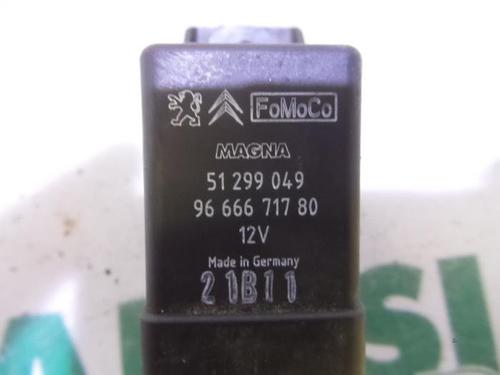 FoMoCo
MAGNA
51 299 049
96 666 717 80
12V
Made in Germany
21B11